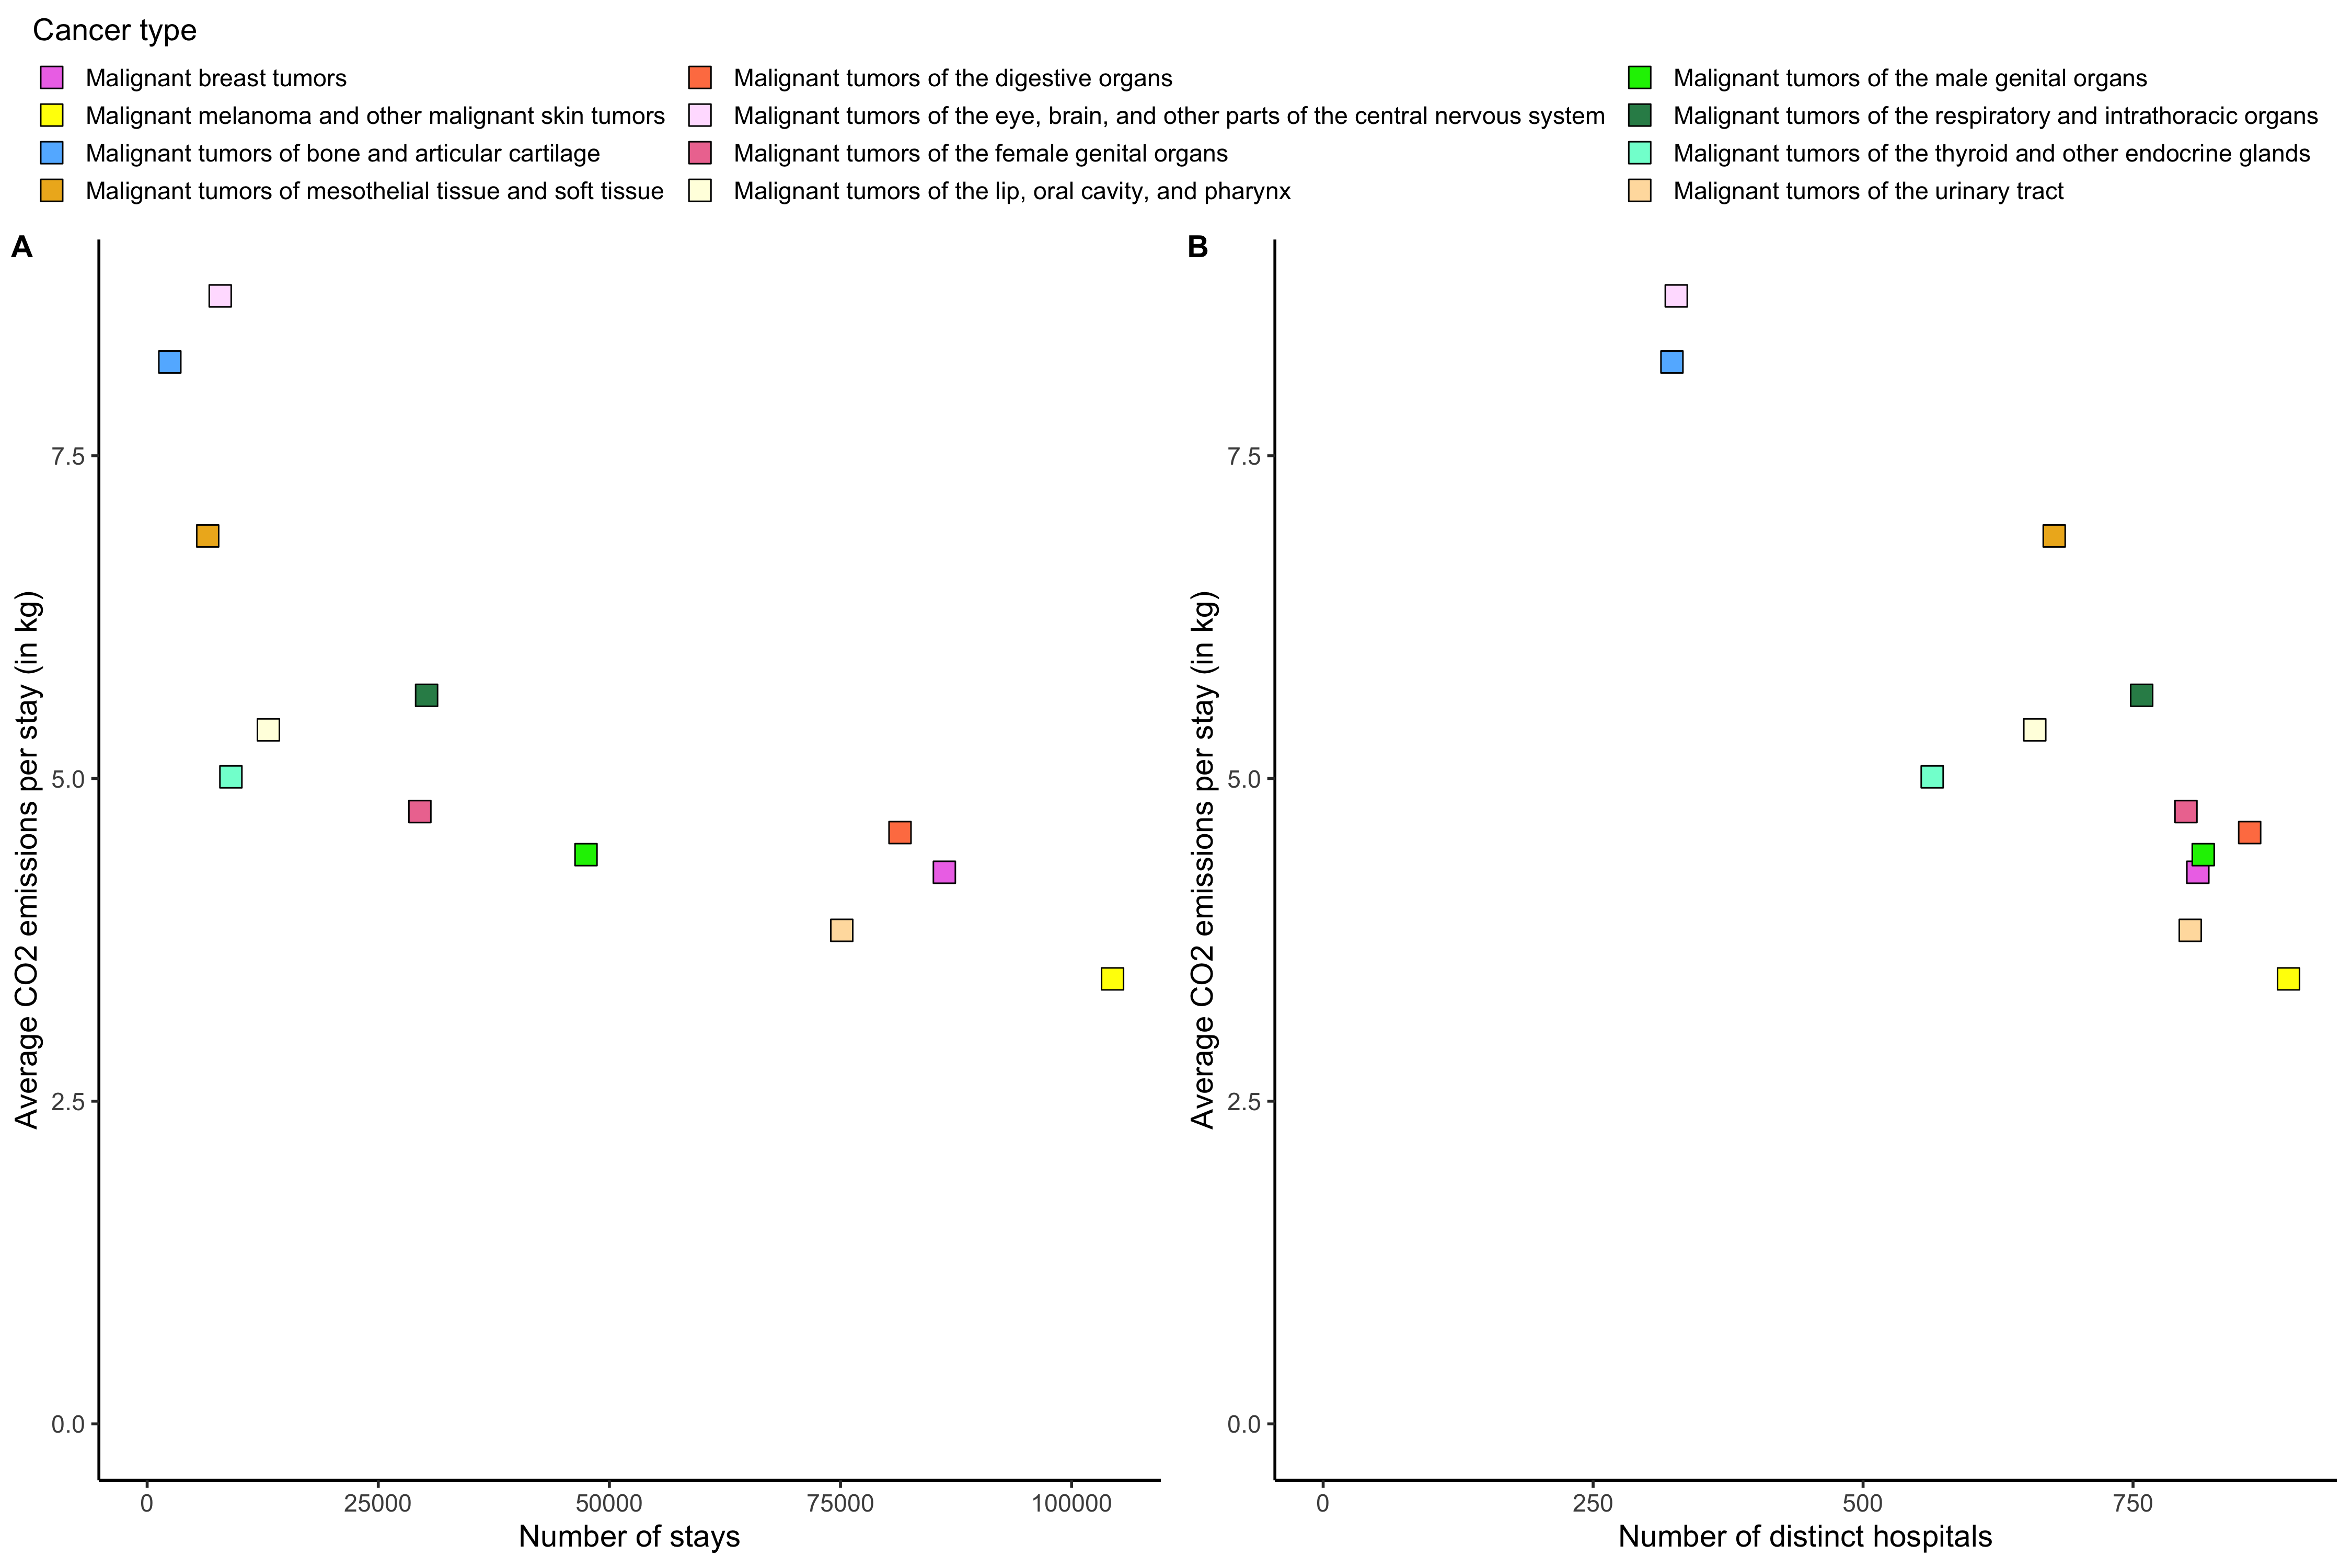 Cancer type
Malignant breast tumors
Malignant melanoma and other malignant skin tumors
Malignant tumors of bone and articular cartilage
Malignant tumors of mesothelial tissue and soft tissue
Malignant tumors of the digestive organs
Malignant tumors of the eye, brain, and other parts of the central nervous system
Malignant tumors of the female genital organs
Malignant tumors of the lip, oral cavity, and pharynx
Malignant tumors of the male genital organs
Malignant tumors of the respiratory and intrathoracic organs
Malignant tumors of the thyroid and other endocrine glands
Malignant tumors of the urinary tract
A
Average CO2 emissions per stay (in kg)
7.5
5.0
2.5
0.0
0
25000
50000
75000
100000
Number of stays
B
Average CO2 emissions per stay (in kg)
7.5
5.0
2.5
0.0
0
250
500
750
Number of distinct hospitals